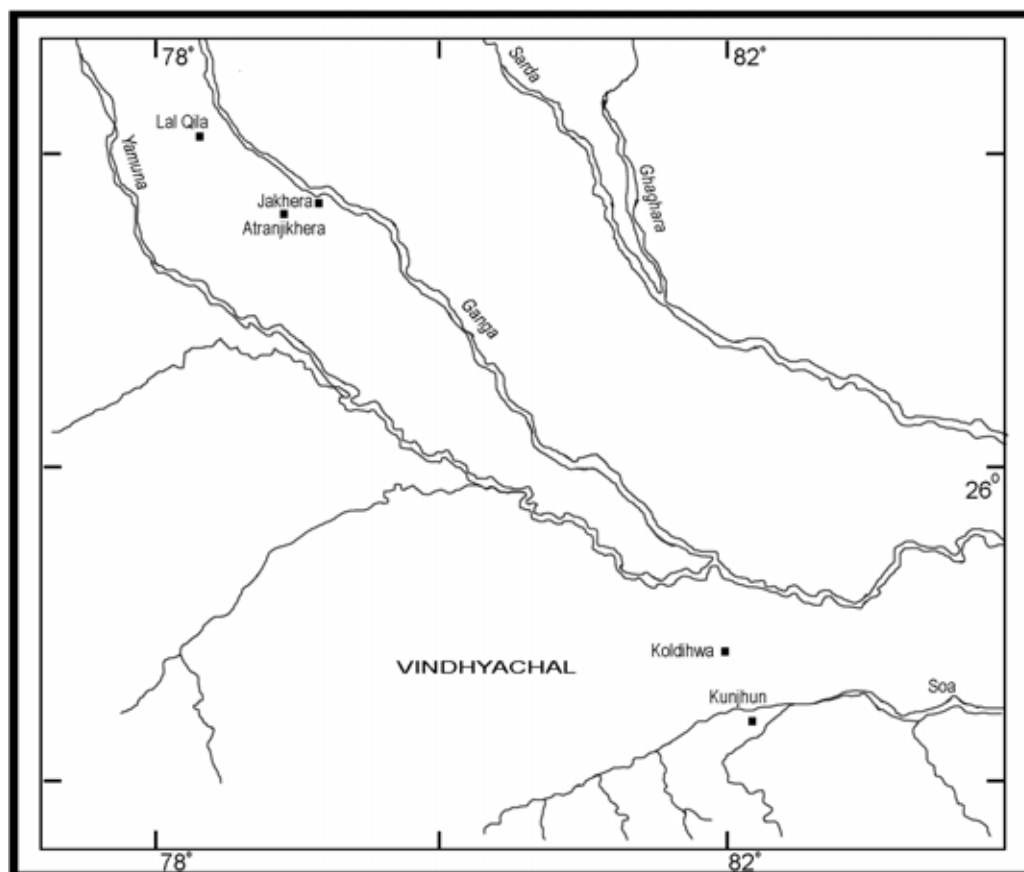 78°
82°
Sarda
Lal Qila
Yamuna
Ghaghara
Jakhera
Atranjikhera
Ganga
26°
Koldihwa
VINDHYACHAL
Soa
Kunjhun
78°
82°